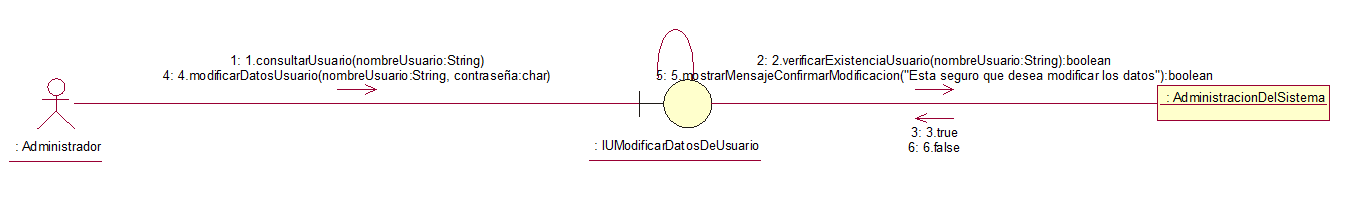 1: 1.consultarUsuario(nombreUsuario:String)
4: 4.modificarDatosUsuario(nombreUsuario:String, contraseña:char)
2: 2.verificarExistenciaUsuario(nombreUsuario:String):boolean
5: 5.mostrarMensajeConfirmarModificacion("Esta seguro que desea modificar los datos"):boolean
: AdministracionDelSistema
3: 3.true
6: 6.false
: Administrador
: IUModificarDatosDeUsuario